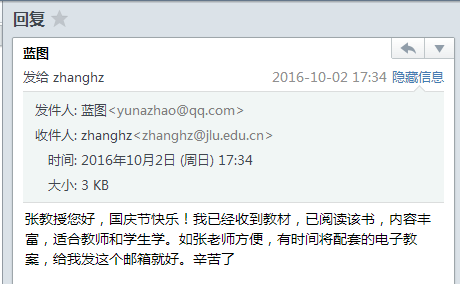 回复
蓝图
发给 zhanghz 2016-10-02 17:34 隐藏信息
发件人: 蓝图<yunazhao@qq.com>
收件人: zhanghz<zhanghz@jlu.edu.cn>
时间: 2016年10月2日 (周日) 17:34
大小: 3 KB
张教授您好，国庆节快乐！我已经收到教材，已阅读该书，内容丰
富，适合教师和学生学。如张老师方便，有时间将配套的电子教
案，给我发这个邮箱就好。辛苦了